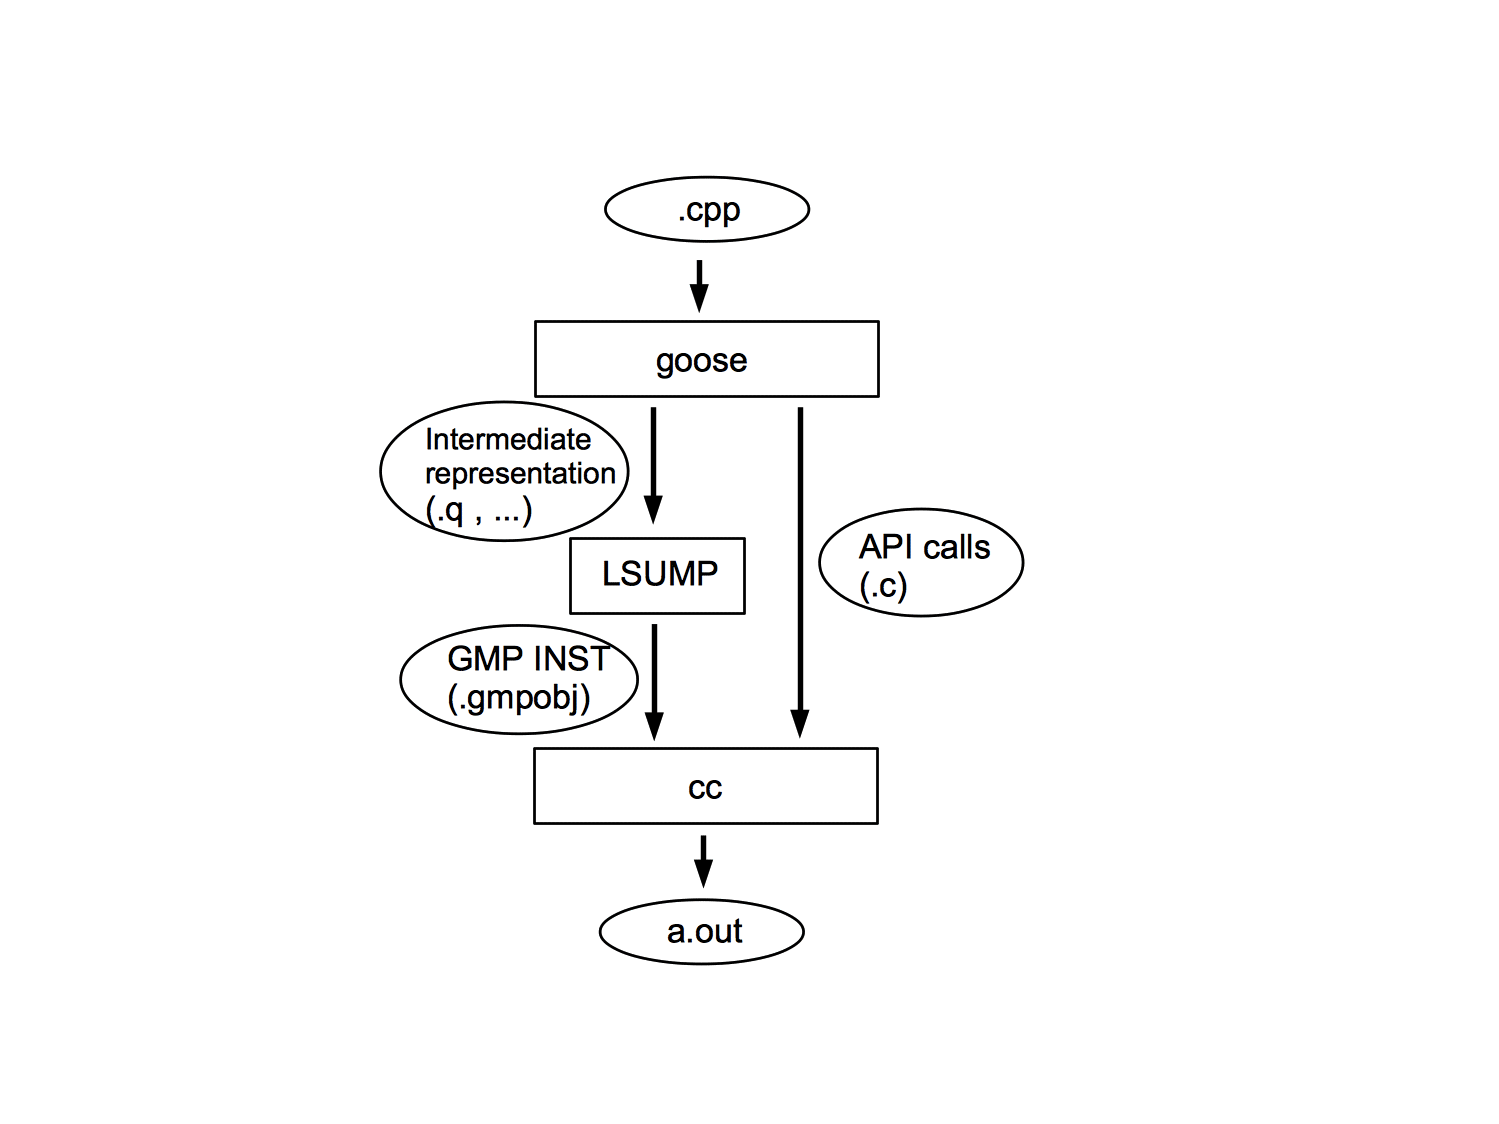 .cpp
goose
Intermediate
representation
(.q , ...)
LSUMP
API calls
(.c)
GMP INST
(.gmpobj)
cc
a.out